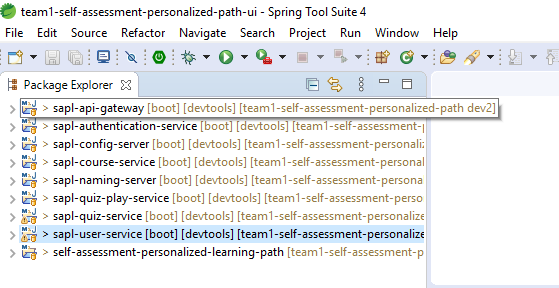 team1-self-assessment-personalized-path-ui - Spring Tool Suite 4
File Edit Source Refactor Navigate Search Project Run Window Help
Package Explorer
> sapl-api-gateway [boot] [devtools] [team1-self-assessment-personalized-path dev2]
> sapl-authentication-service [boot] [devtools] [team1-self-assessment-p
> sapl-config-server [boot] [devtools] [team1-self-assessment-personaliz
> sapl-course-service [boot] [devtools] [team1-self-assessment-personali
> sapl-naming-server [boot] [devtools] [team1-self-assessment-persona
> sapl-quiz-play-service [boot] [devtools] [team1-self-assessment-perso
> sapl-quiz-service [boot] [devtools] [team1-self-assessment-personaliz
> sapl-user-service [boot] [devtools] [team1-self-assessment-personalize
> self-assessment-personalized-learning-path [team1-self-assessment-p